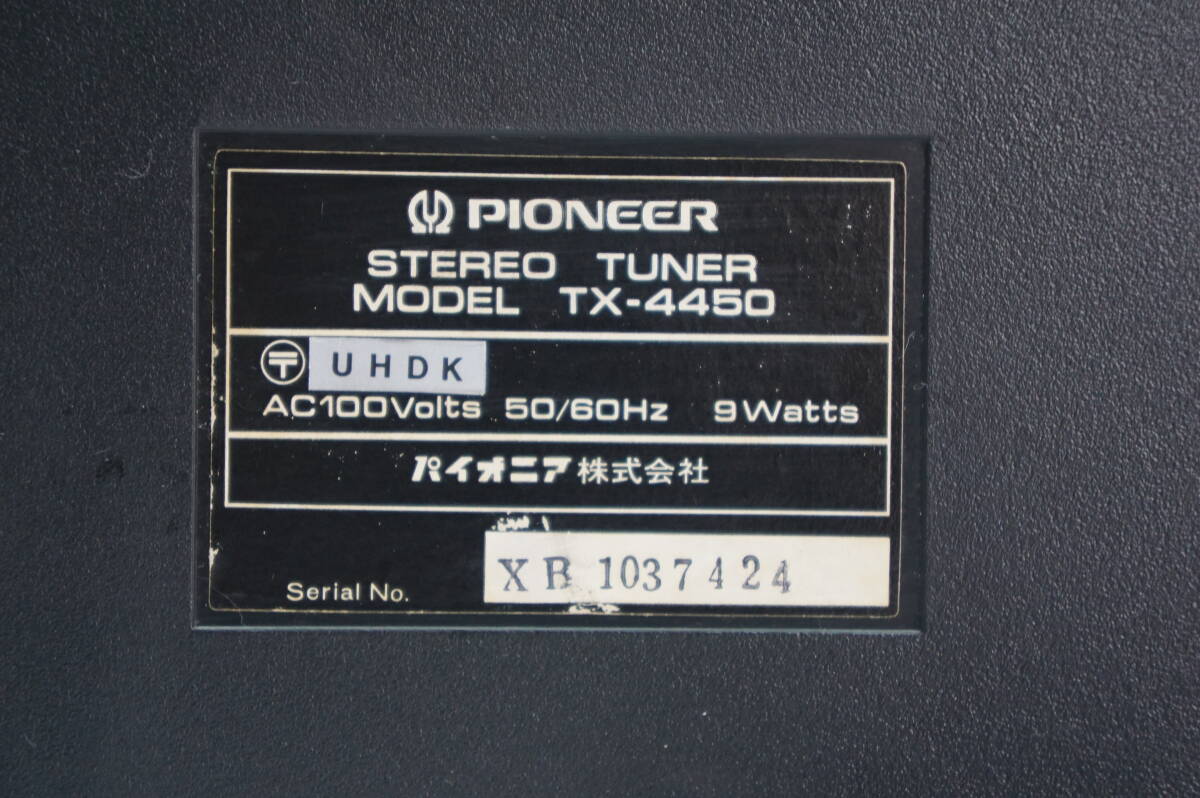 PIONEER
STEREO TUNER
MODEL TX-4450
〒 UHDK
AC100Volts 50/60Hz 9Watts
パイオニア株式会社
Serial No. XB 1037424